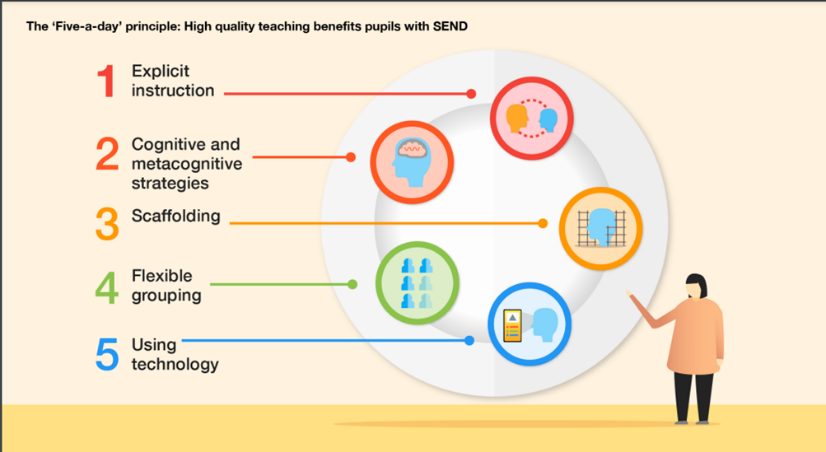 The ‘Five-a-day’ principle: High quality teaching benefits pupils with SEND
1 Explicit
instruction
2 Cognitive and
metacognitive
strategies
3 Scaffolding
4 Flexible
grouping
5 Using
technology